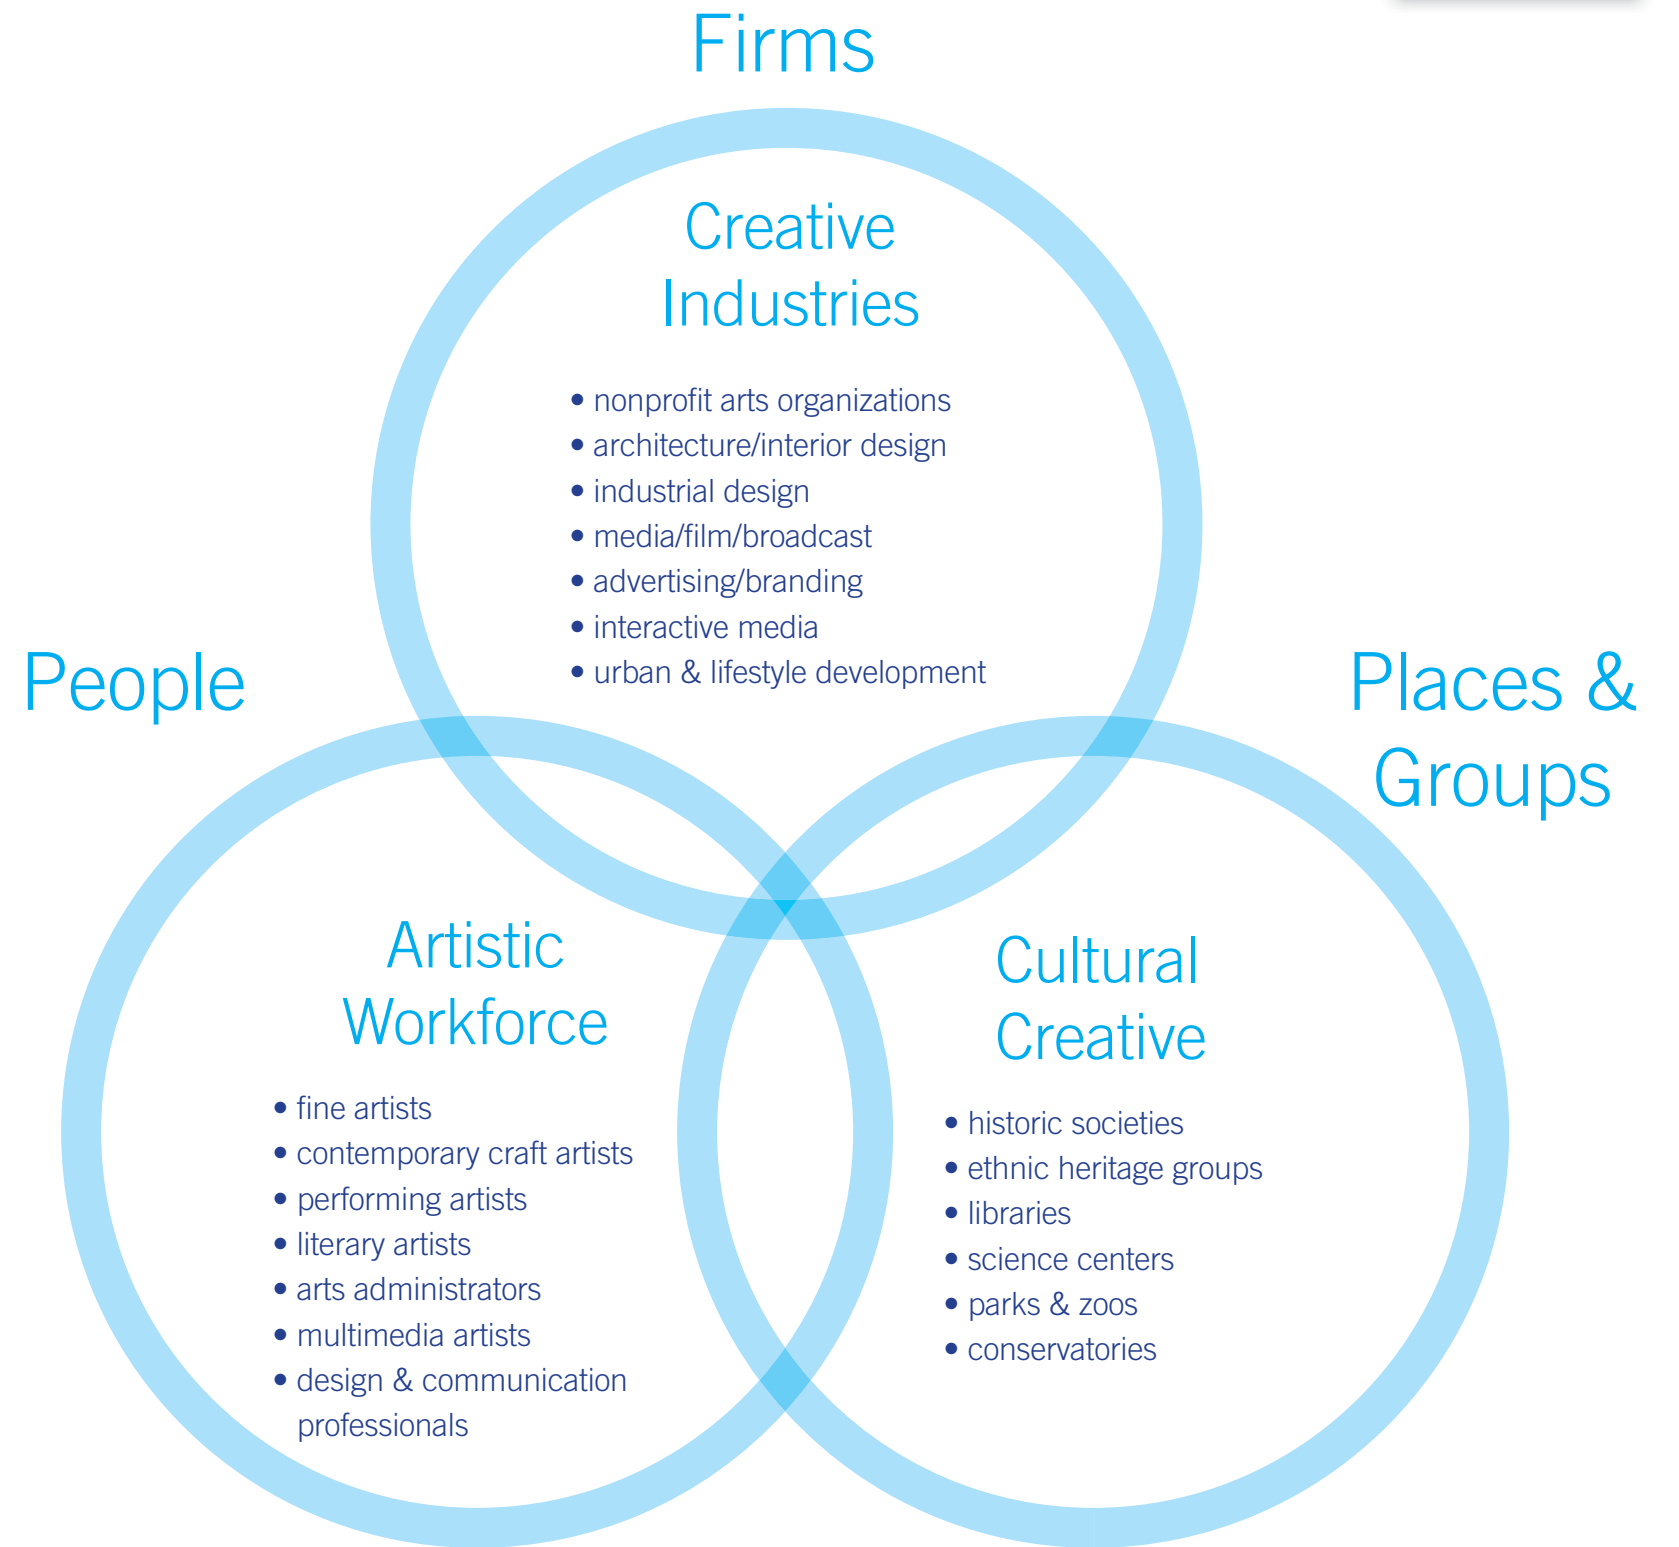 Firms
Creative
Industries
• nonprofit arts organizations
• architecture/interior design
• industrial design
• media/film/broadcast
• advertising/branding
• interactive media
• urban & lifestyle development
People
Places &
Groups
Artistic
Workforce
• fine artists
• contemporary craft artists
• performing artists
• literary artists
• arts administrators
• multimedia artists
• design & communication
professionals
Cultural
Creative
• historic societies
• ethnic heritage groups
• libraries
• science centers
• parks & zoos
• conservatories